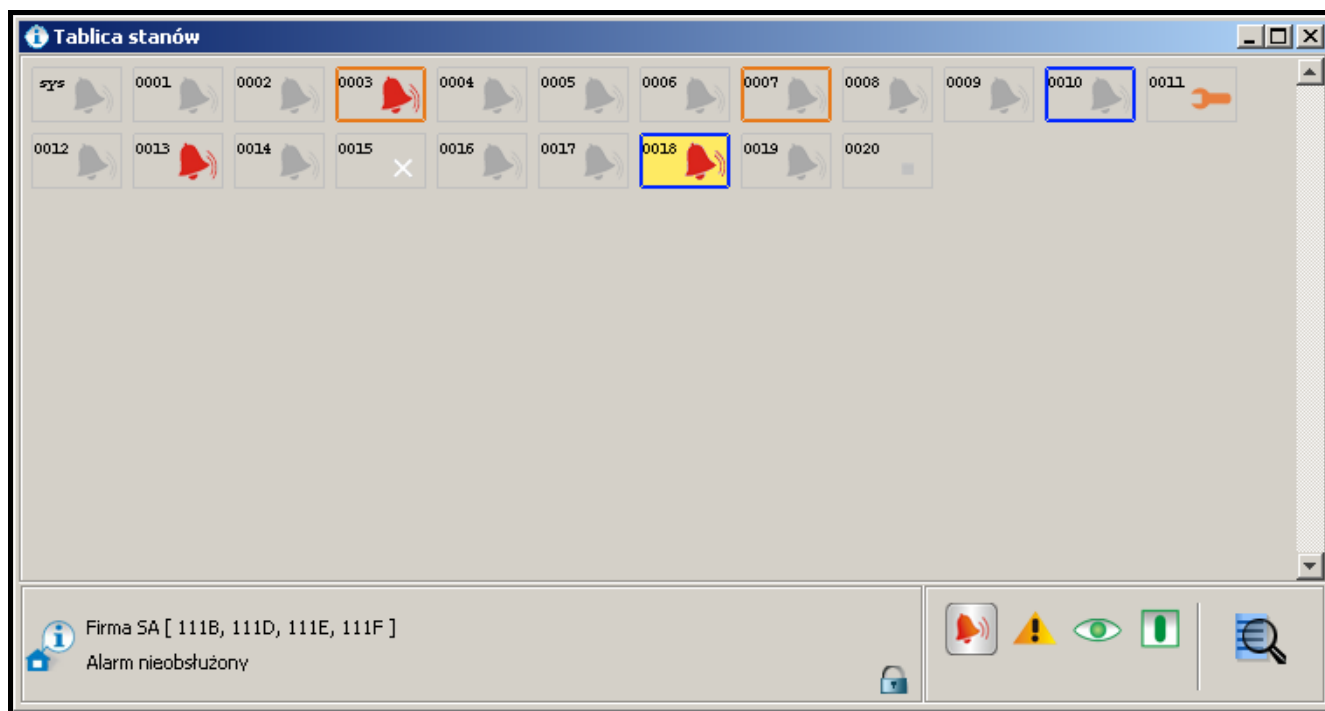 Tablica stanów
sys 0001 0002 0003 0004 0005 0006 0007 0008 0009 0010 0011
0012 0013 0014 0015 0016 0017 0018 0019 0020
Firma SA [ 111B, 111D, 111E, 111F ]
Alarm nieobsłużony